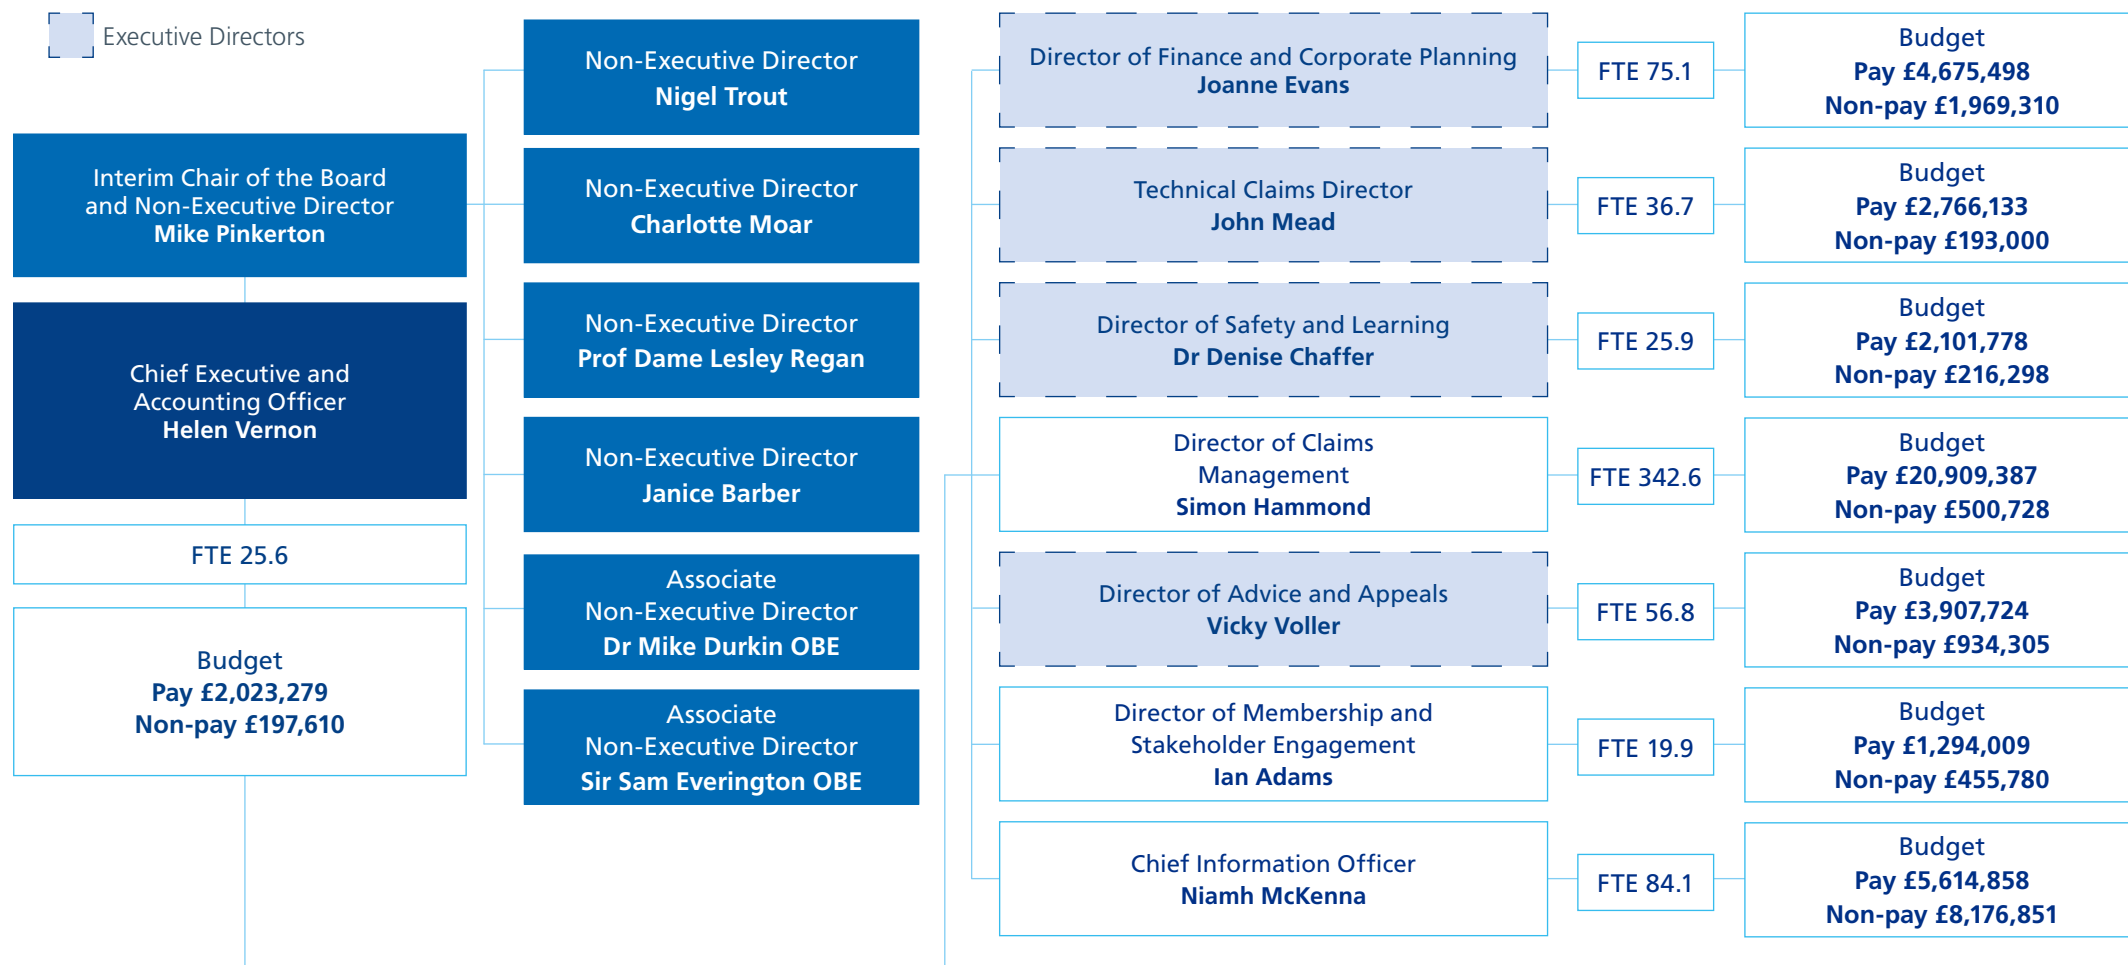 Executive Directors
Interim Chair of the Board
and Non-Executive Director
Mike Pinkerton
Chief Executive and
Accounting Officer
Helen Vernon
FTE 25.6
Budget
Pay £2,023,279
Non-pay £197,610
Non-Executive Director
Nigel Trout
Non-Executive Director
Charlotte Moar
Non-Executive Director
Prof Dame Lesley Regan
Non-Executive Director
Janice Barber
Associate
Non-Executive Director
Dr Mike Durkin OBE
Associate
Non-Executive Director
Sir Sam Everington OBE
Director of Finance and Corporate Planning
Joanne Evans
FTE 75.1
Budget
Pay £4,675,498
Non-pay £1,969,310
Technical Claims Director
John Mead
FTE 36.7
Budget
Pay £2,766,133
Non-pay £193,000
Director of Safety and Learning
Dr Denise Chaffer
FTE 25.9
Budget
Pay £2,101,778
Non-pay £216,298
Director of Claims
Management
Simon Hammond
FTE 342.6
Budget
Pay £20,909,387
Non-pay £500,728
Director of Advice and Appeals
Vicky Voller
FTE 56.8
Budget
Pay £3,907,724
Non-pay £934,305
Director of Membership and
Stakeholder Engagement
Ian Adams
FTE 19.9
Budget
Pay £1,294,009
Non-pay £455,780
Chief Information Officer
Niamh McKenna
FTE 84.1
Budget
Pay £5,614,858
Non-pay £8,176,851